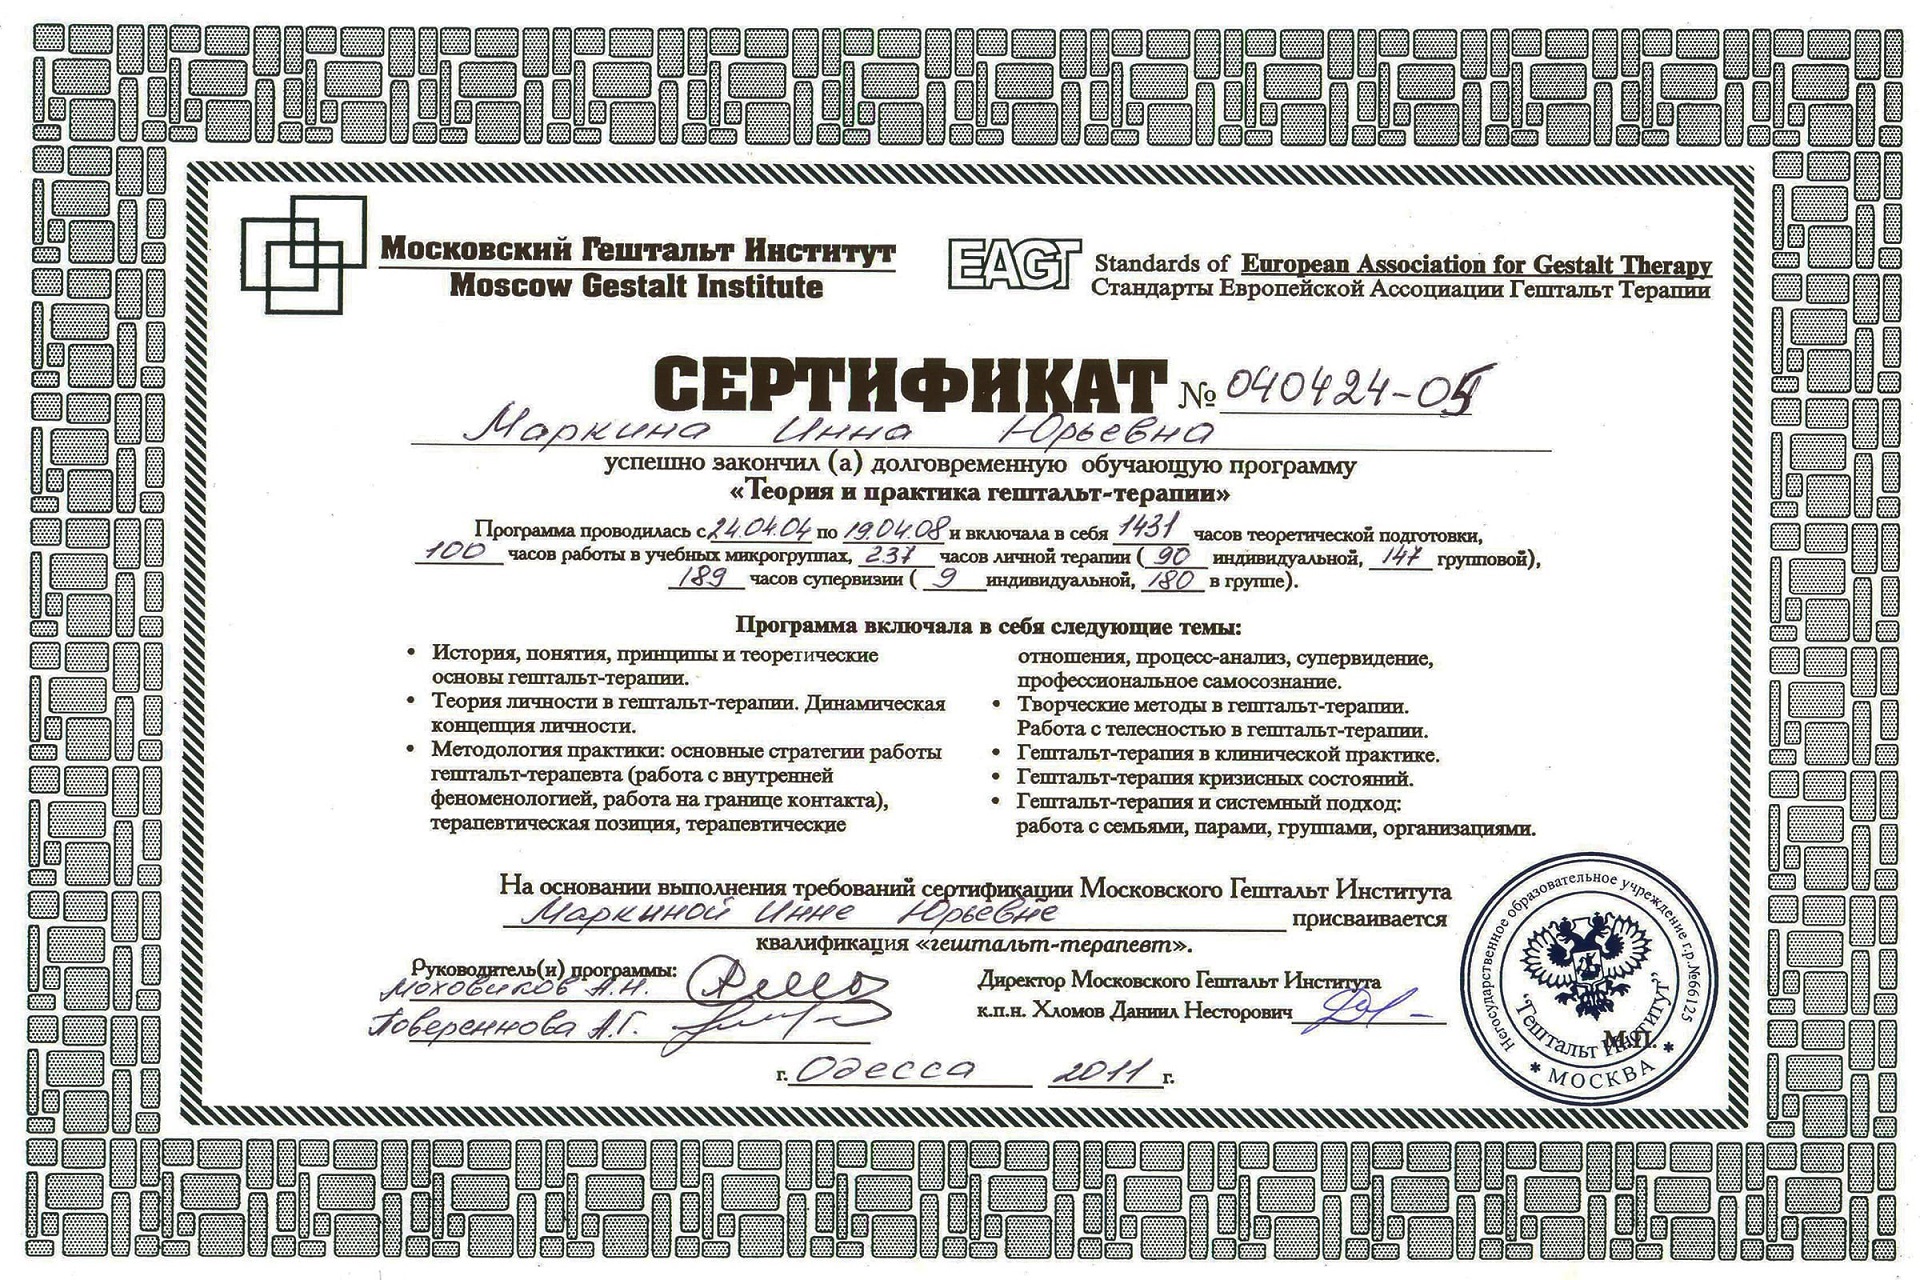 Московский Гештальт Институт
Moscow Gestalt Institute
EAGT
Standards of European Association for Gestalt Therapy
Стандарты Европейской Ассоциации Гештальт Терапии
СЕРТИФИКАТ № 040424-05
Маркина Инна Юрьевна
успешно закончил (а) долговременную обучающую программу
«Теория и практика гештальт-терапии»
Программа проводилась с 24.04.04 по 19.04.08 и включала в себя 1431 часов теоретической подготовки,
100 часов работы в учебных микрогруппах, 237 часов личной терапии ( 90 индивидуальной, 147 групповой),
189 часов супервизии ( 9 индивидуальной, 180 в группе).
Программа включала в себя следующие темы:
• История, понятия, принципы и теоретические
основы гештальт-терапии.
• Теория личности в гештальт-терапии. Динамическая
концепция личности.
• Методология практики: основные стратегии работы
гештальт-терапевта (работа с внутренней
феноменологией, работа на границе контакта),
терапевтическая позиция, терапевтические
отношения, процесс-анализ, супервидение,
профессиональное самосознание.
• Творческие методы в гештальт-терапии.
Работа с телесностью в гештальт-терапии.
• Гештальт-терапия в клинической практике.
• Гештальт-терапия кризисных состояний.
• Гештальт-терапия и системный подход:
работа с семьями, парами, группами, организациями.
На основании выполнения требований сертификации Московского Гештальт Института
Маркиной Инне Юрьевне присваивается
квалификация «гештальт-терапевт».
Руководитель(и) программы:
Моховиков А.Н.
Повереннова А.Г.
Директор Московского Гештальт Института
к.п.н. Хломов Даниил Несторович
г. Одесса 2011 г.
М.П.
Негосударственное образовательное учреждение г.р.№66125
"Гештальт Институт"
* МОСКВА *